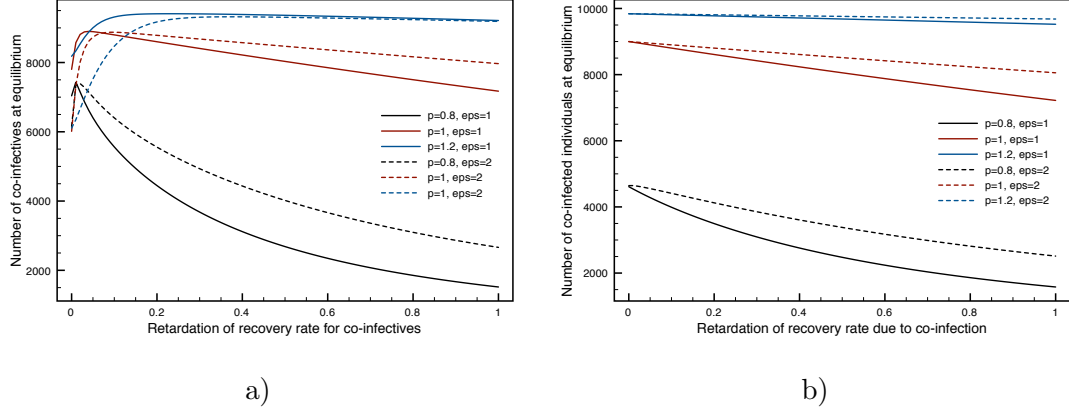 Number of co-infectives at equilibrium
8000
6000
4000
2000
p=0.8, eps=1
p=1, eps=1
p=1.2, eps=1
p=0.8, eps=2
p=1, eps=2
p=1, eps=2
0 0.2 0.4 0.6 0.8 1
Retardation of recovery rate for co-infectives
a)
Number of co-infected individuals at equilibrium
10000
8000
6000
4000
2000
p=0.8, eps=1
p=1, eps=1
p=1.2, eps=1
p=0.8, eps=2
p=1, eps=2
p=1.2, eps=2
0 0.2 0.4 0.6 0.8 1
Retardation of recovery rate due to co-infection
b)